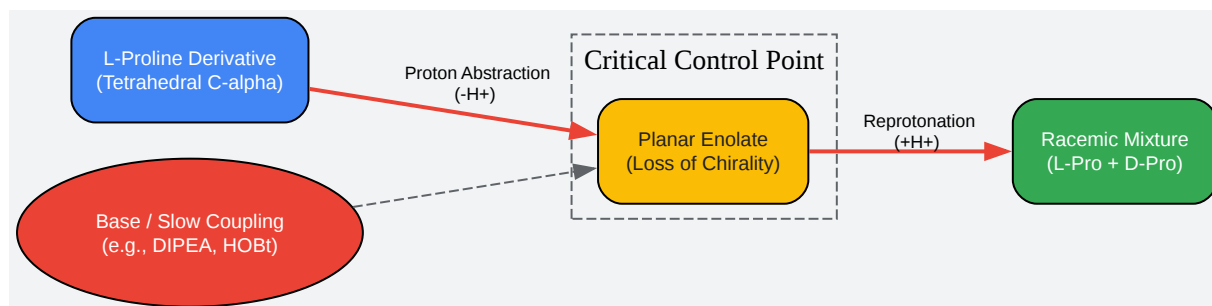 L-Proline Derivative
(Tetrahedral C-alpha)
Proton Abstraction
(-H+)
Critical Control Point
Planar Enolate
(Loss of Chirality)
Reprotonation
(+H+)
Racemic Mixture
(L-Pro + D-Pro)
Base / Slow Coupling
(e.g., DIPEA, HOBt)